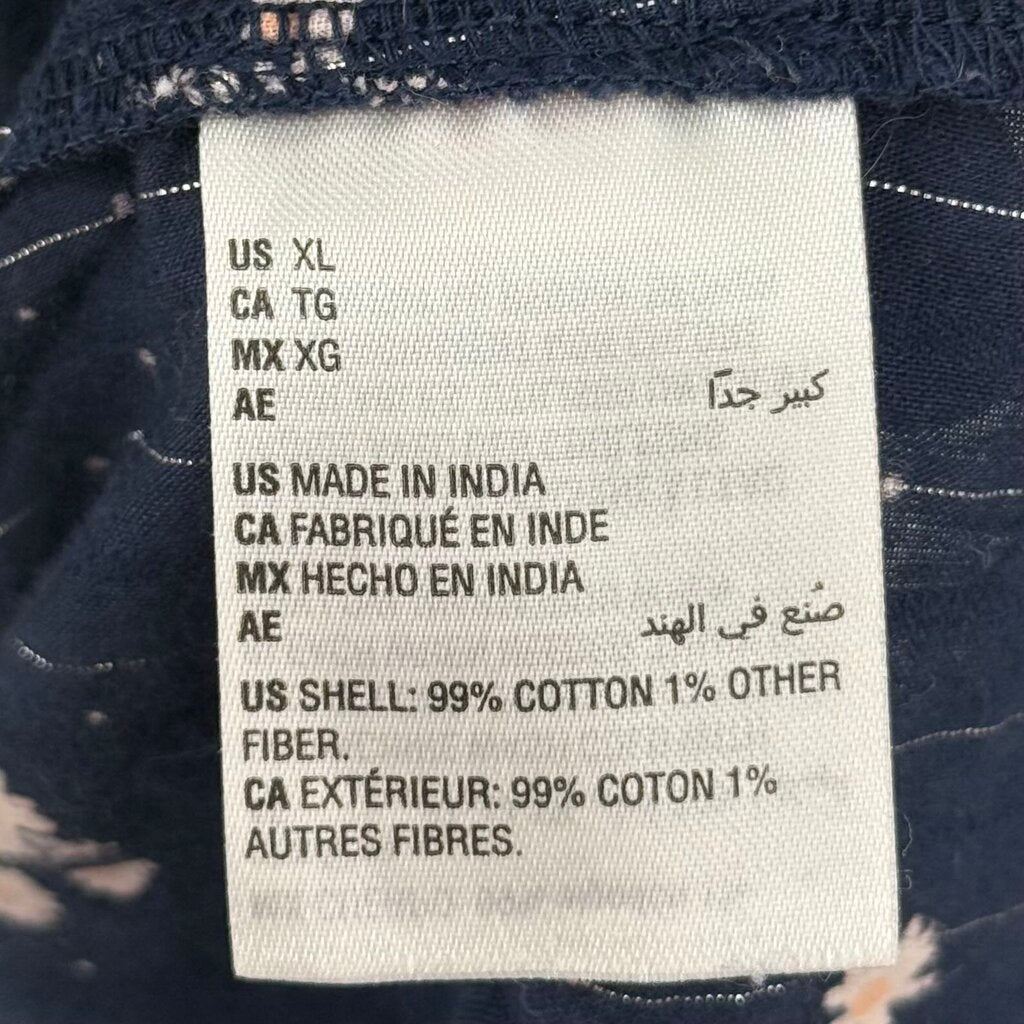 US XL
CA TG
MX XG
AE كبير جدًا
US MADE IN INDIA
CA FABRIQUÉ EN INDE
MX HECHO EN INDIA
AE صُنع في الهند
US SHELL: 99% COTTON 1% OTHER
FIBER.
CA EXTÉRIEUR: 99% COTON 1%
AUTRES FIBRES.